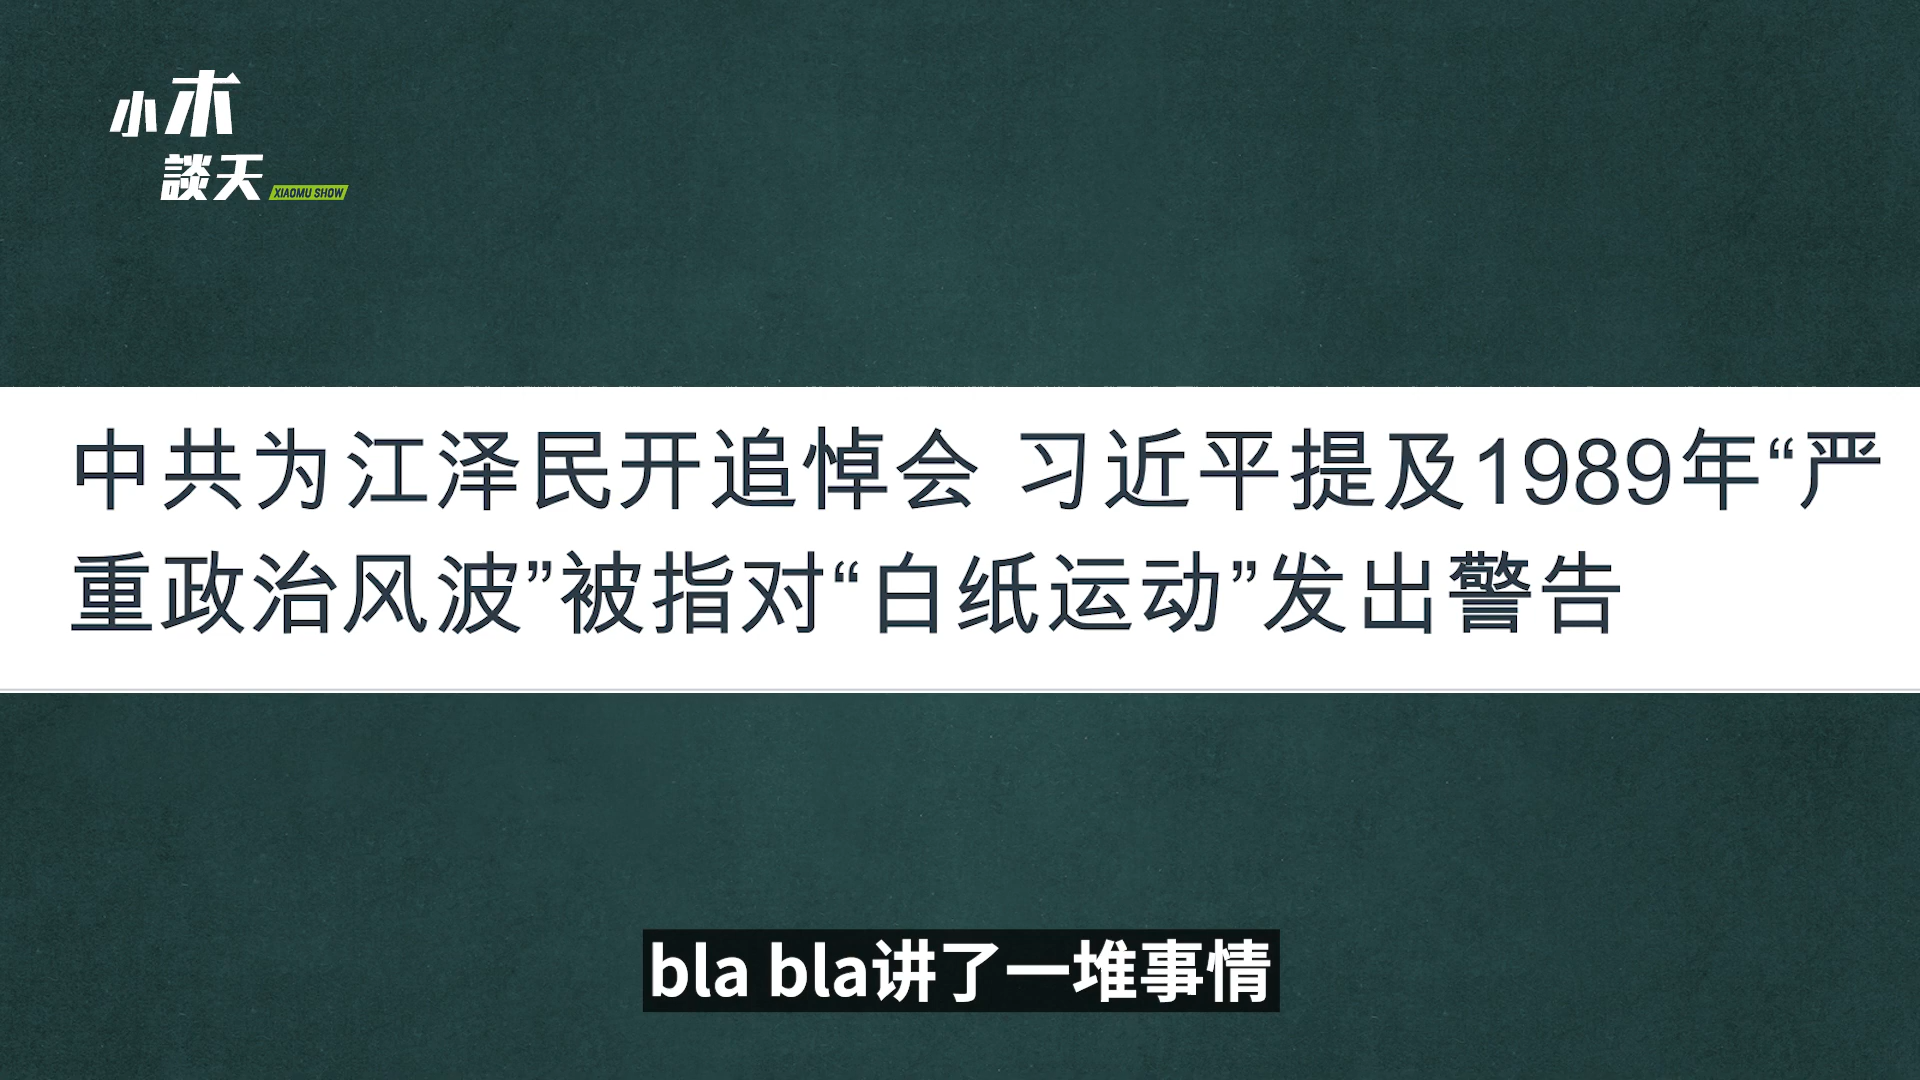 小木
談天
XIAOMU SHOW
中共为江泽民开追悼会 习近平提及1989年“严
重政治风波”被指对“白纸运动”发出警告
bla bla讲了一堆事情